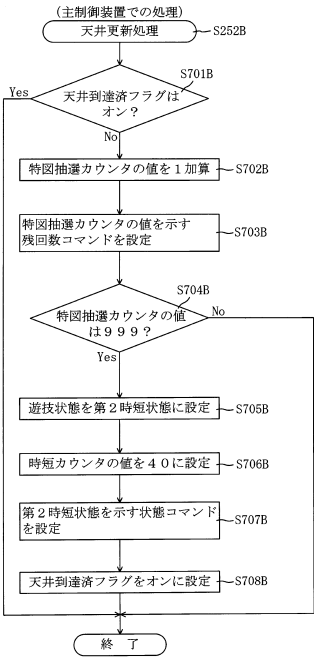 (主制御装置での処理)
天井更新処理
S252B
S701B
天井到達済フラグは
オン？
Yes
No
特図抽選カウンタの値を１加算
S702B
特図抽選カウンタの値を示す
残回数コマンドを設定
S703B
S704B
特図抽選カウンタの値
は９９９？
No
Yes
遊技状態を第２時短状態に設定
S705B
時短カウンタの値を４０に設定
S706B
第２時短状態を示す状態コマンド
を設定
S707B
天井到達済フラグをオンに設定
S708B
終　了